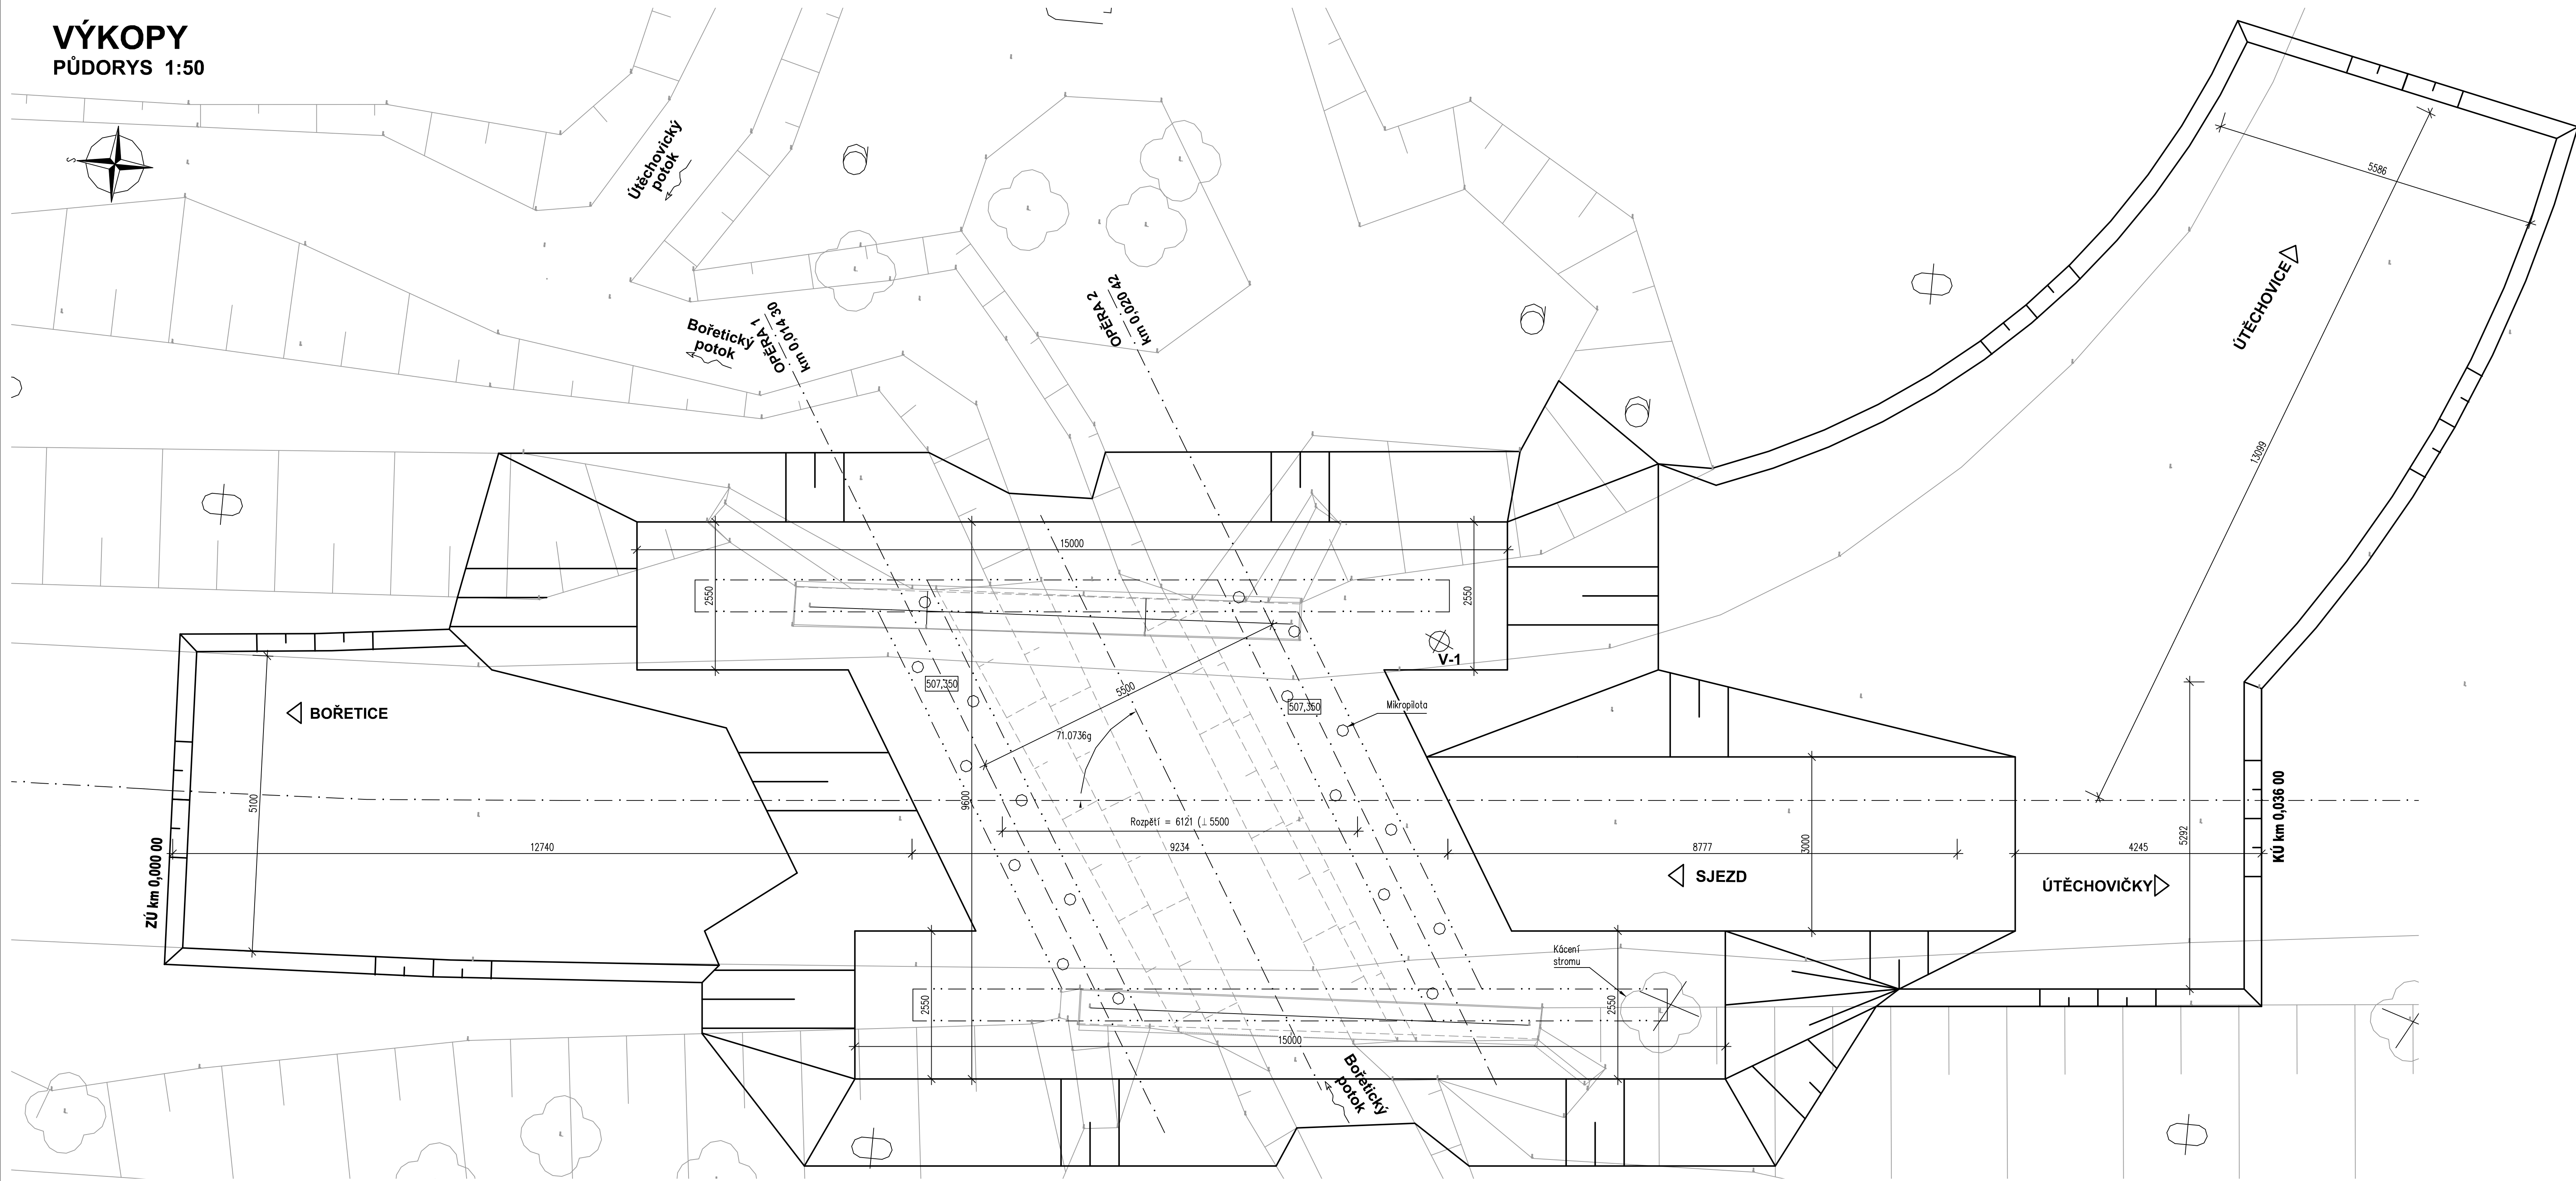 VÝKOPY
PŮDORYS 1:50
S
Útěchovický
potok
Bořetický
potok
OPĚRA 1
km 0,014 30
OPĚRA 2
km 0,020 42
5586
ÚTĚCHOVICE
13099
15000
2550
2550
V-1
507,350
507,350
Mikropilota
5500
71.0736g
BOŘETICE
5100
9600
Rozpětí = 6121 (⊥ 5500
12740
9234
8777
3000
4245
5292
ZÚ km 0,000 00
KÚ km 0,036 00
SJEZD
ÚTĚCHOVIČKY
Kácení
stromu
2550
2550
15000
Bořetický
potok